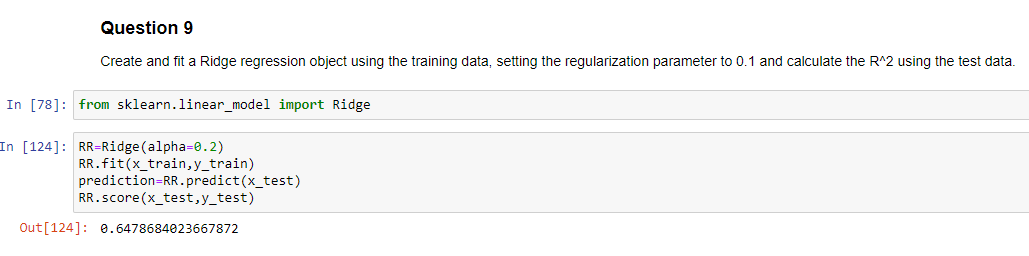 Question 9
Create and fit a Ridge regression object using the training data, setting the regularization parameter to 0.1 and calculate the R^2 using the test data.
In [78]: from sklearn.linear_model import Ridge
In [124]: RR=Ridge(alpha=0.2)
RR.fit(x_train,y_train)
prediction=RR.predict(x_test)
RR.score(x_test,y_test)
Out[124]: 0.6478684023667872